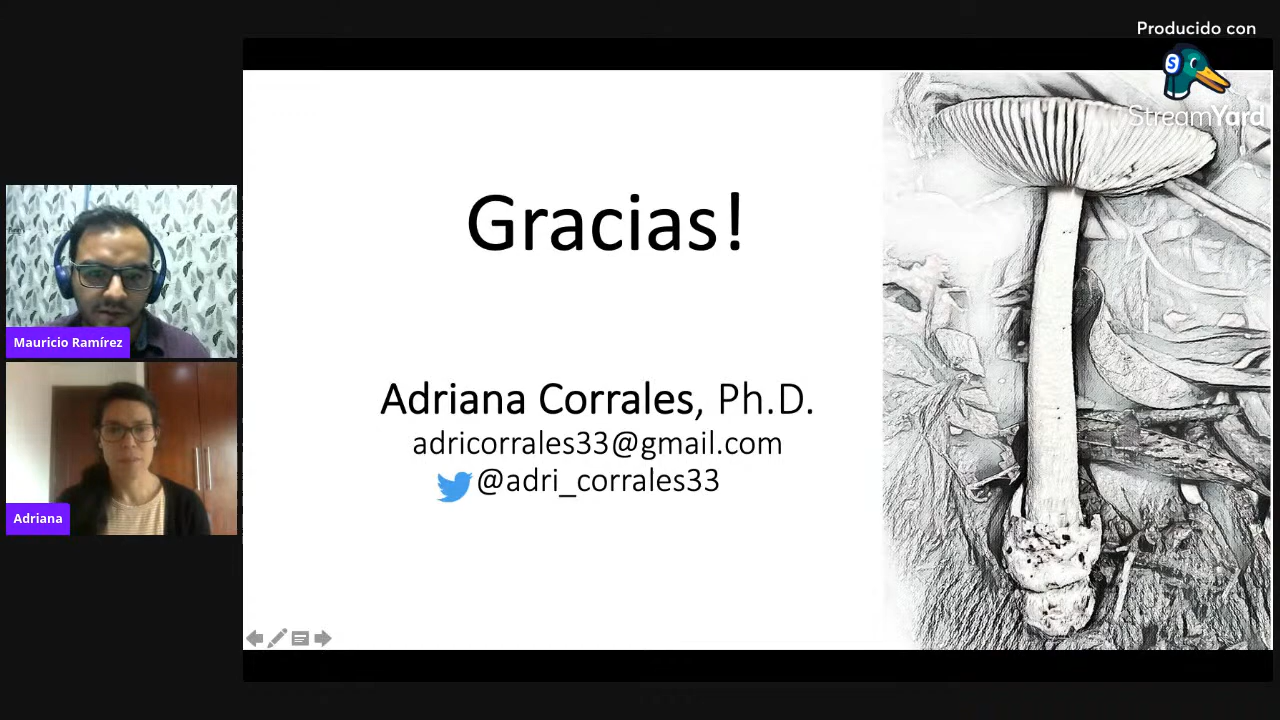 Producido con
StreamYard
Gracias!
Mauricio Ramírez
Adriana Corrales, Ph.D.
adricorrales33@gmail.com
@adri_corrales33
Adriana